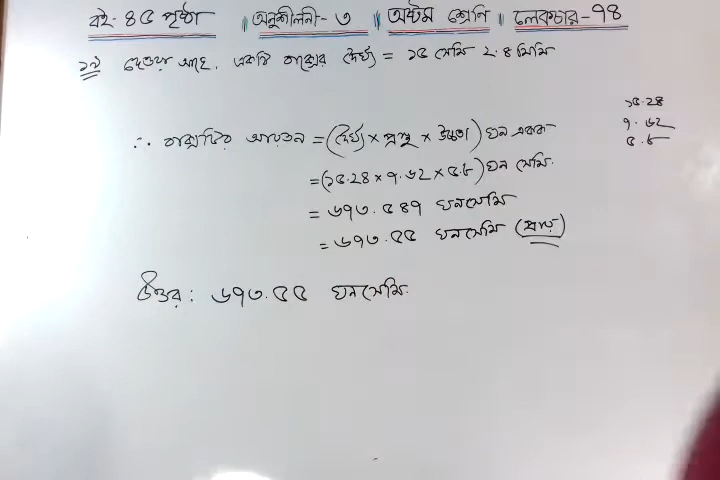 বই- ৪৫ পৃষ্ঠা । অনুশীলনী- ৩ ॥ অষ্টম শ্রেণি । লেকচার-৭৪
১৯ দেওয়া আছে, একটি বাক্সের দৈর্ঘ্য = ১৫ সেমি ২.৪ মিমি
১৫.২৪
৭.৬২
৫.৮
∴ বাক্সটির আয়তন = (দৈর্ঘ্য × প্রস্থ × উচ্চতা) ঘন একক
= (১৫.২৪ × ৭.৬২ × ৫.৮) ঘন সেমি.
= ৬৭৩.৫৪৭ ঘনসেমি
= ৬৭৩.৫৫ ঘনসেমি (প্রায়)
উত্তর: ৬৭৩.৫৫ ঘনসেমি.